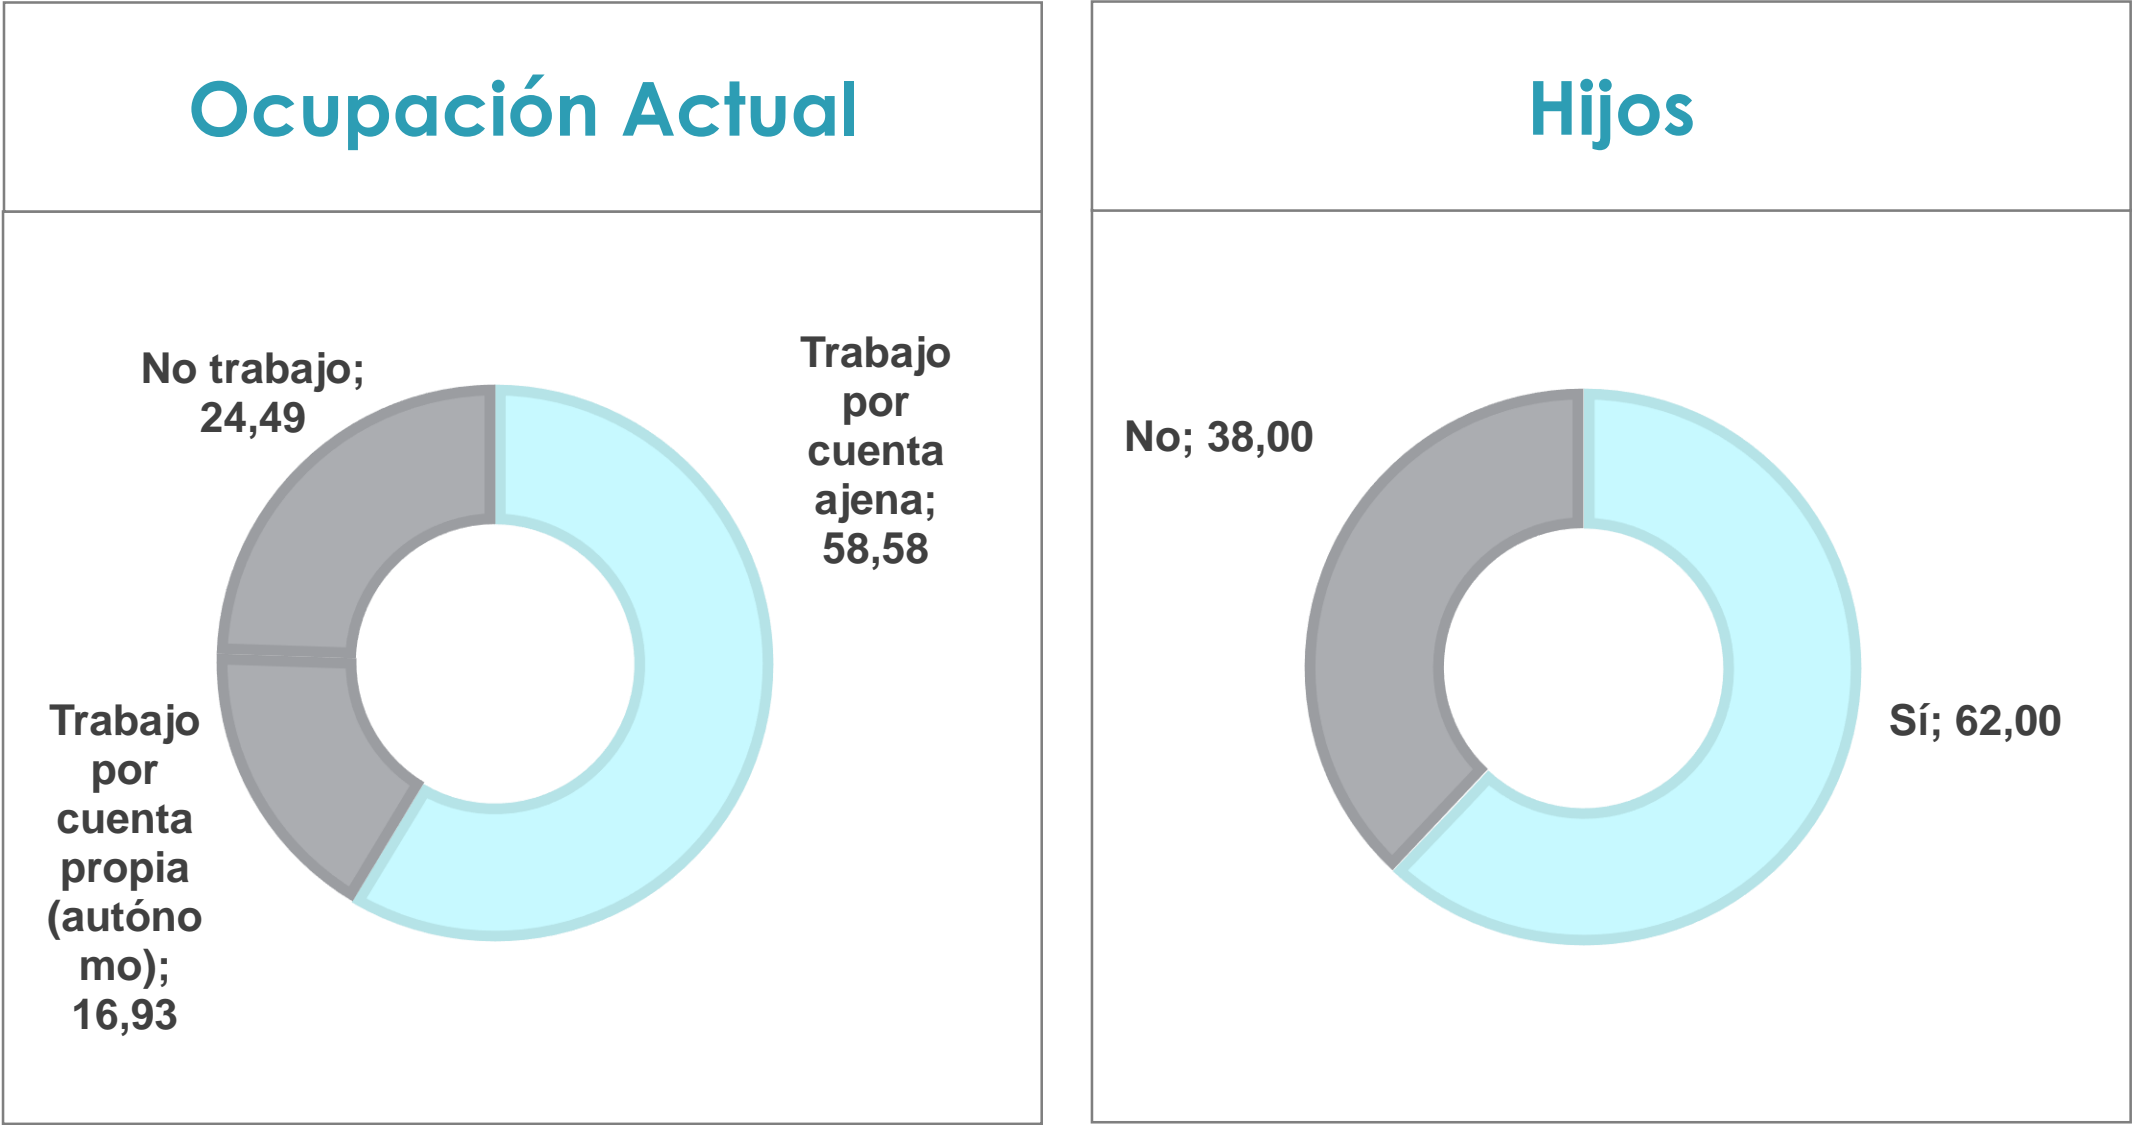 Ocupación Actual
No trabajo;
24,49
Trabajo
por
cuenta
ajena;
58,58
Trabajo
por
cuenta
propia
(autóno
mo);
16,93
Hijos
No; 38,00
Sí; 62,00